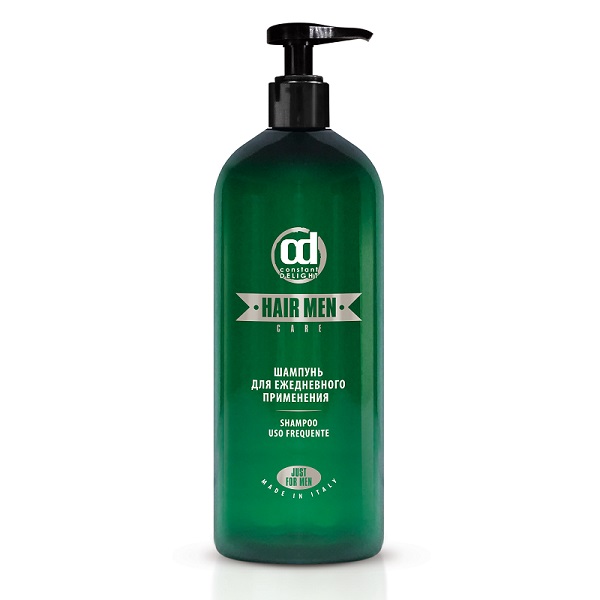 cd
constant
DELIGHT
• HAIR MEN •
CARE
ШАМПУНЬ
ДЛЯ ЕЖЕДНЕВНОГО
ПРИМЕНЕНИЯ
SHAMPOO
USO FREQUENTE
JUST
FOR MEN
MADE IN ITALY